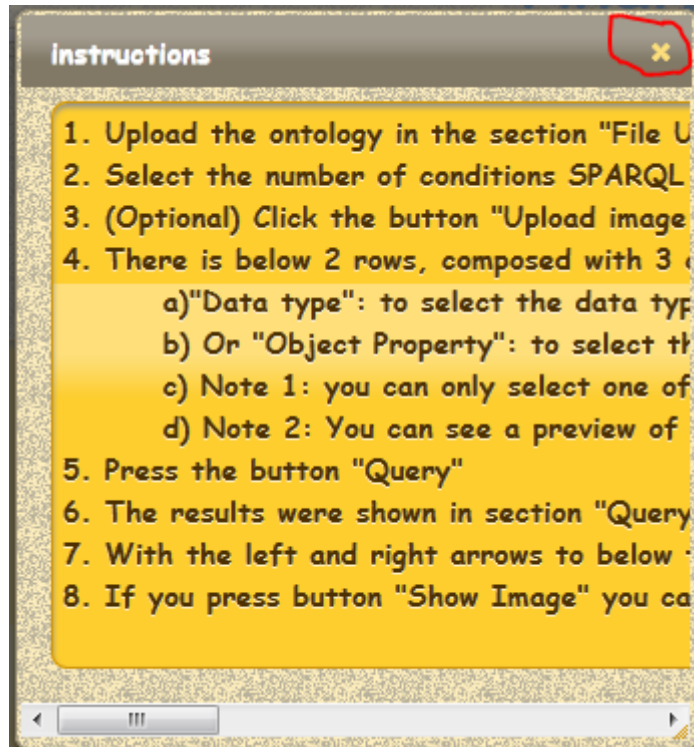 instructions
1. Upload the ontology in the section "File U
2. Select the number of conditions SPARQL
3. (Optional) Click the button "Upload image
4. There is below 2 rows, composed with 3
a)"Data type": to select the data typ
b) Or "Object Property": to select th
c) Note 1: you can only select one of
d) Note 2: You can see a preview of
5. Press the button "Query"
6. The results were shown in section "Query
7. With the left and right arrows to below
8. If you press button "Show Image" you ca